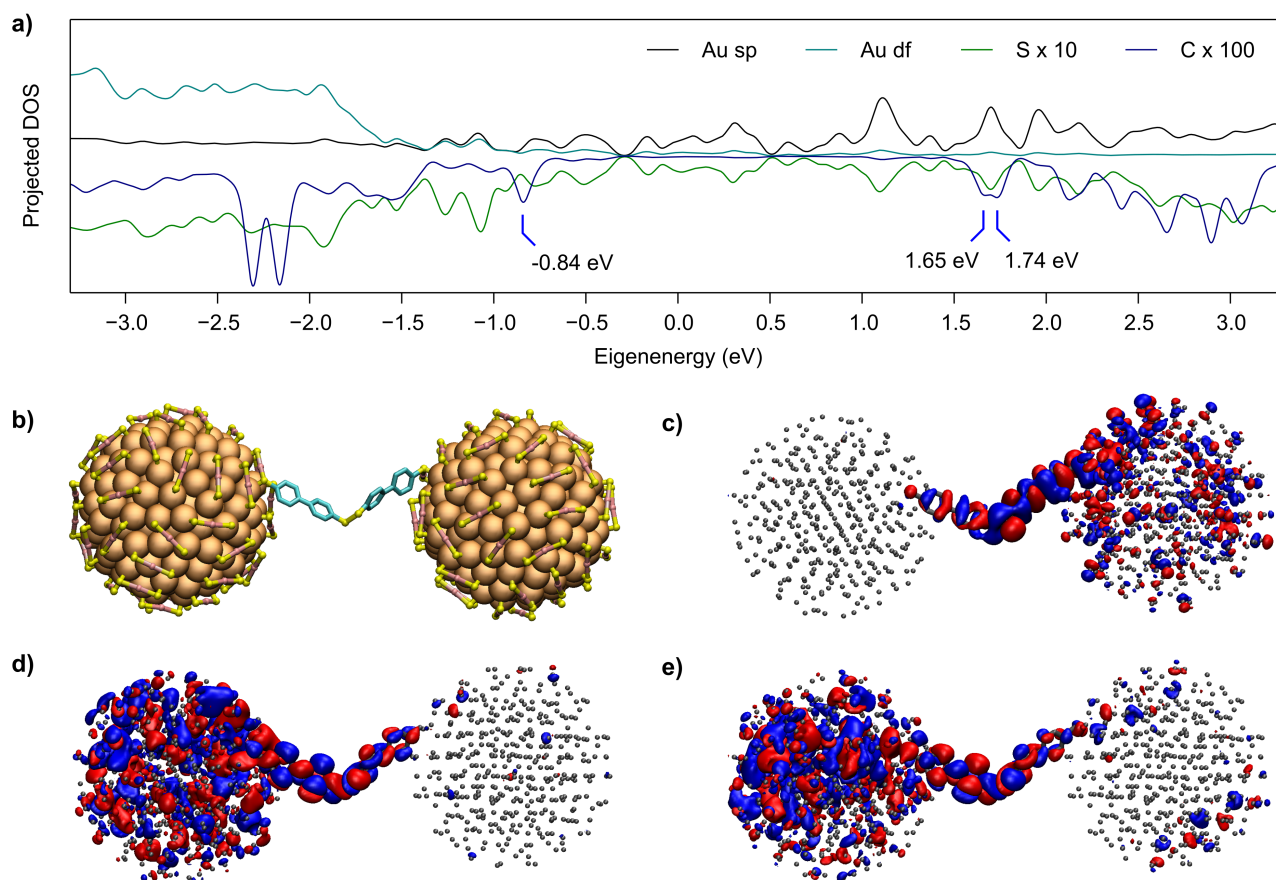 a)
Au sp Au df S x 10 C x 100
Projected DOS
-0.84 eV
1.65 eV 1.74 eV
−3.0 −2.5 −2.0 −1.5 −1.0 −0.5 0.0 0.5 1.0 1.5 2.0 2.5 3.0
Eigenenergy (eV)
b) c)
d) e)